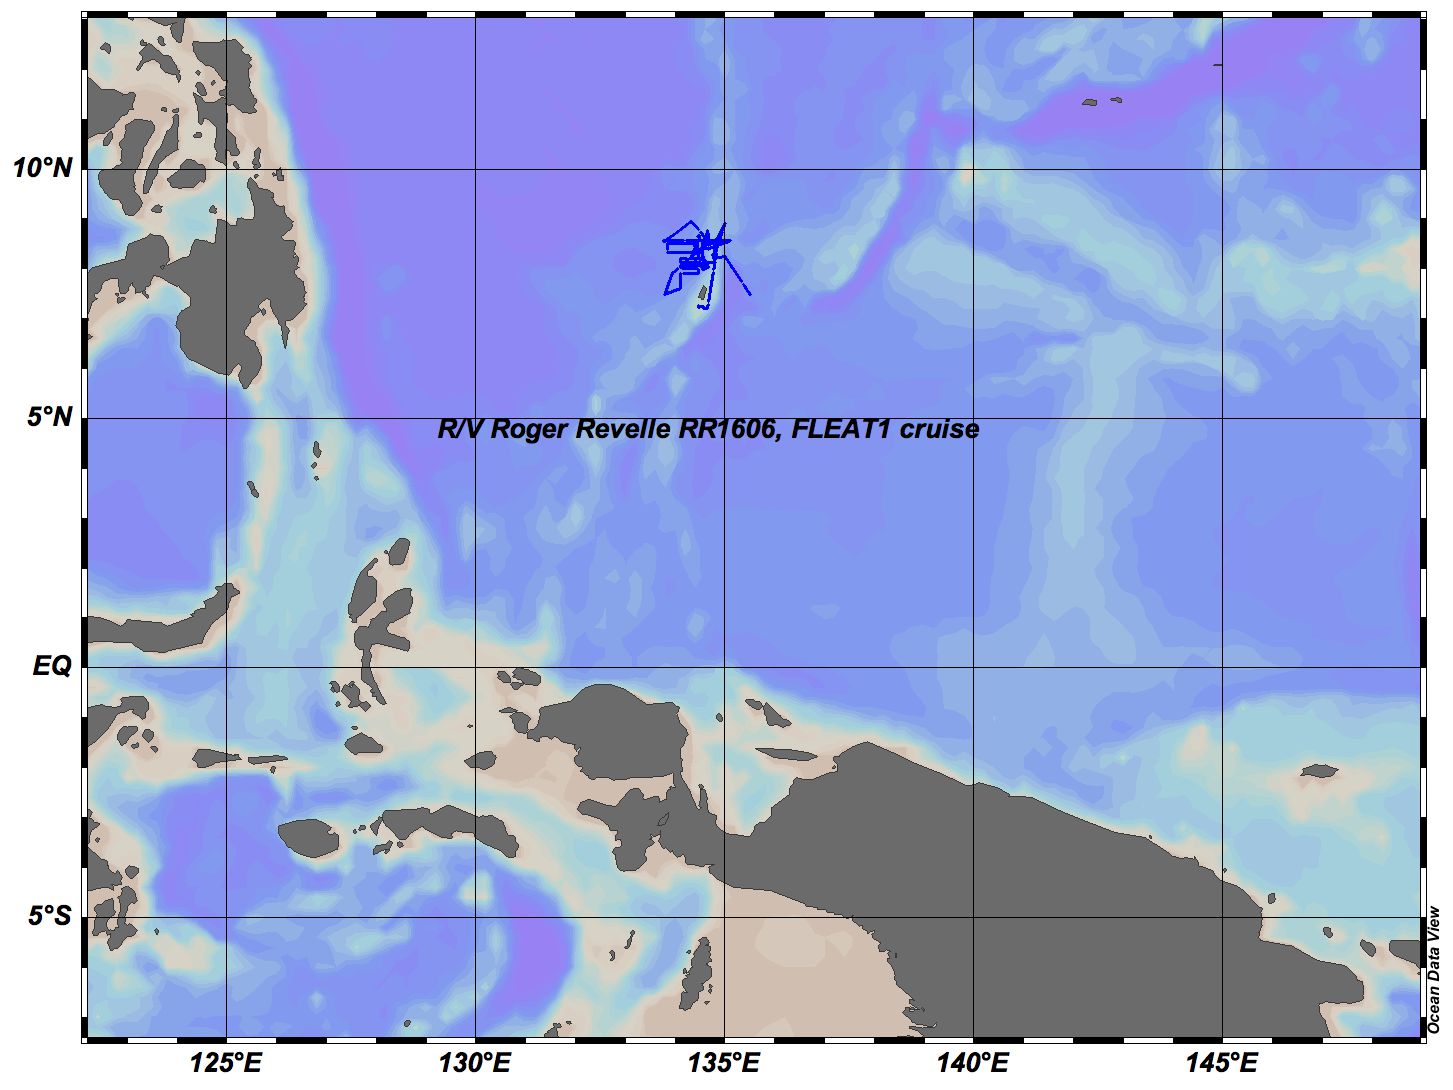 10°N
5°N
R/V Roger Revelle RR1606, FLEAT1 cruise
EQ
5°S
Ocean Data View
125°E
130°E
135°E
140°E
145°E